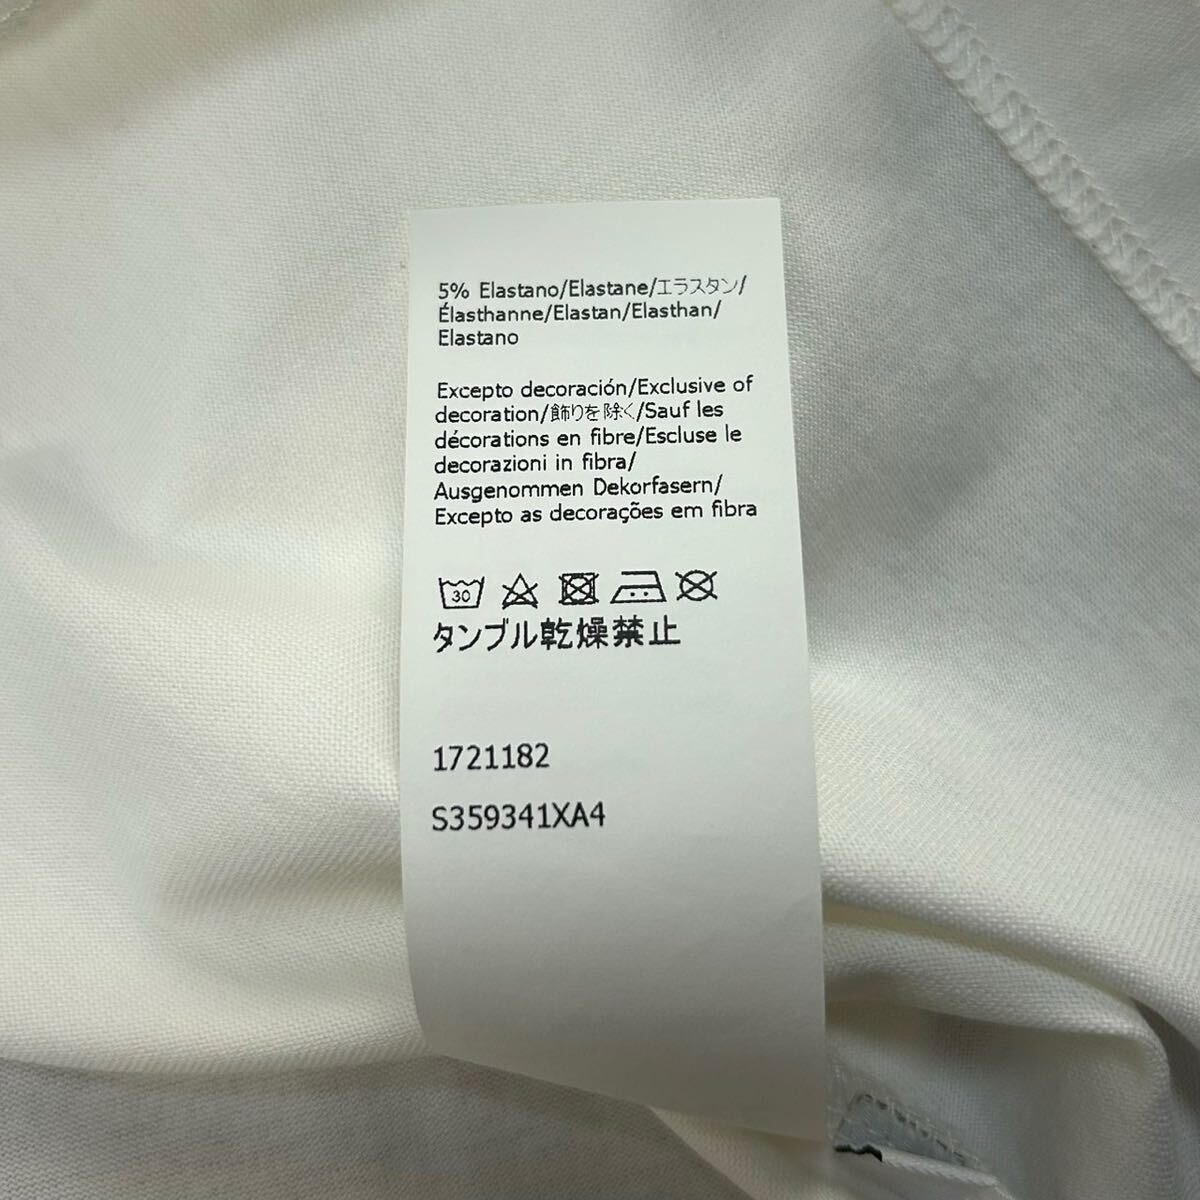 5% Elastano/Elastane/エラスタン/
Élasthanne/Elastan/Elasthan/
Elastano
Excepto decoración/Exclusive of
decoration/飾りを除く/Sauf les
décorations en fibre/Escluse le
decorazioni in fibra/
Ausgenommen Dekorfasern/
Excepto as decorações em fibra
30
タンブル乾燥禁止
1721182
S359341XA4